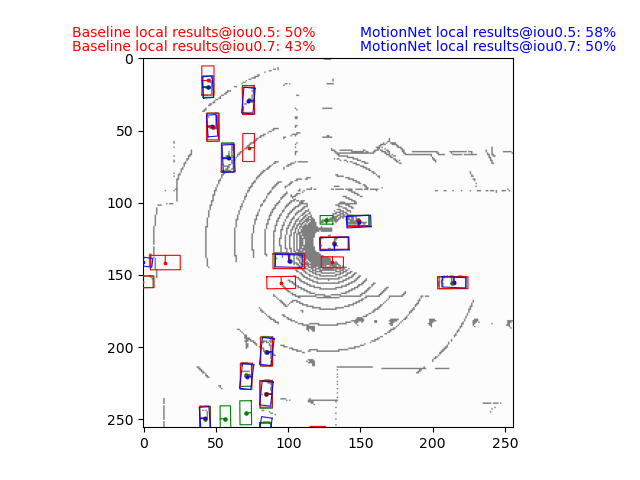 Baseline local results@iou0.5: 50% MotionNet local results@iou0.5: 58%
Baseline local results@iou0.7: 43% MotionNet local results@iou0.7: 50%
0
50
100
150
200
250
0 50 100 150 200 250